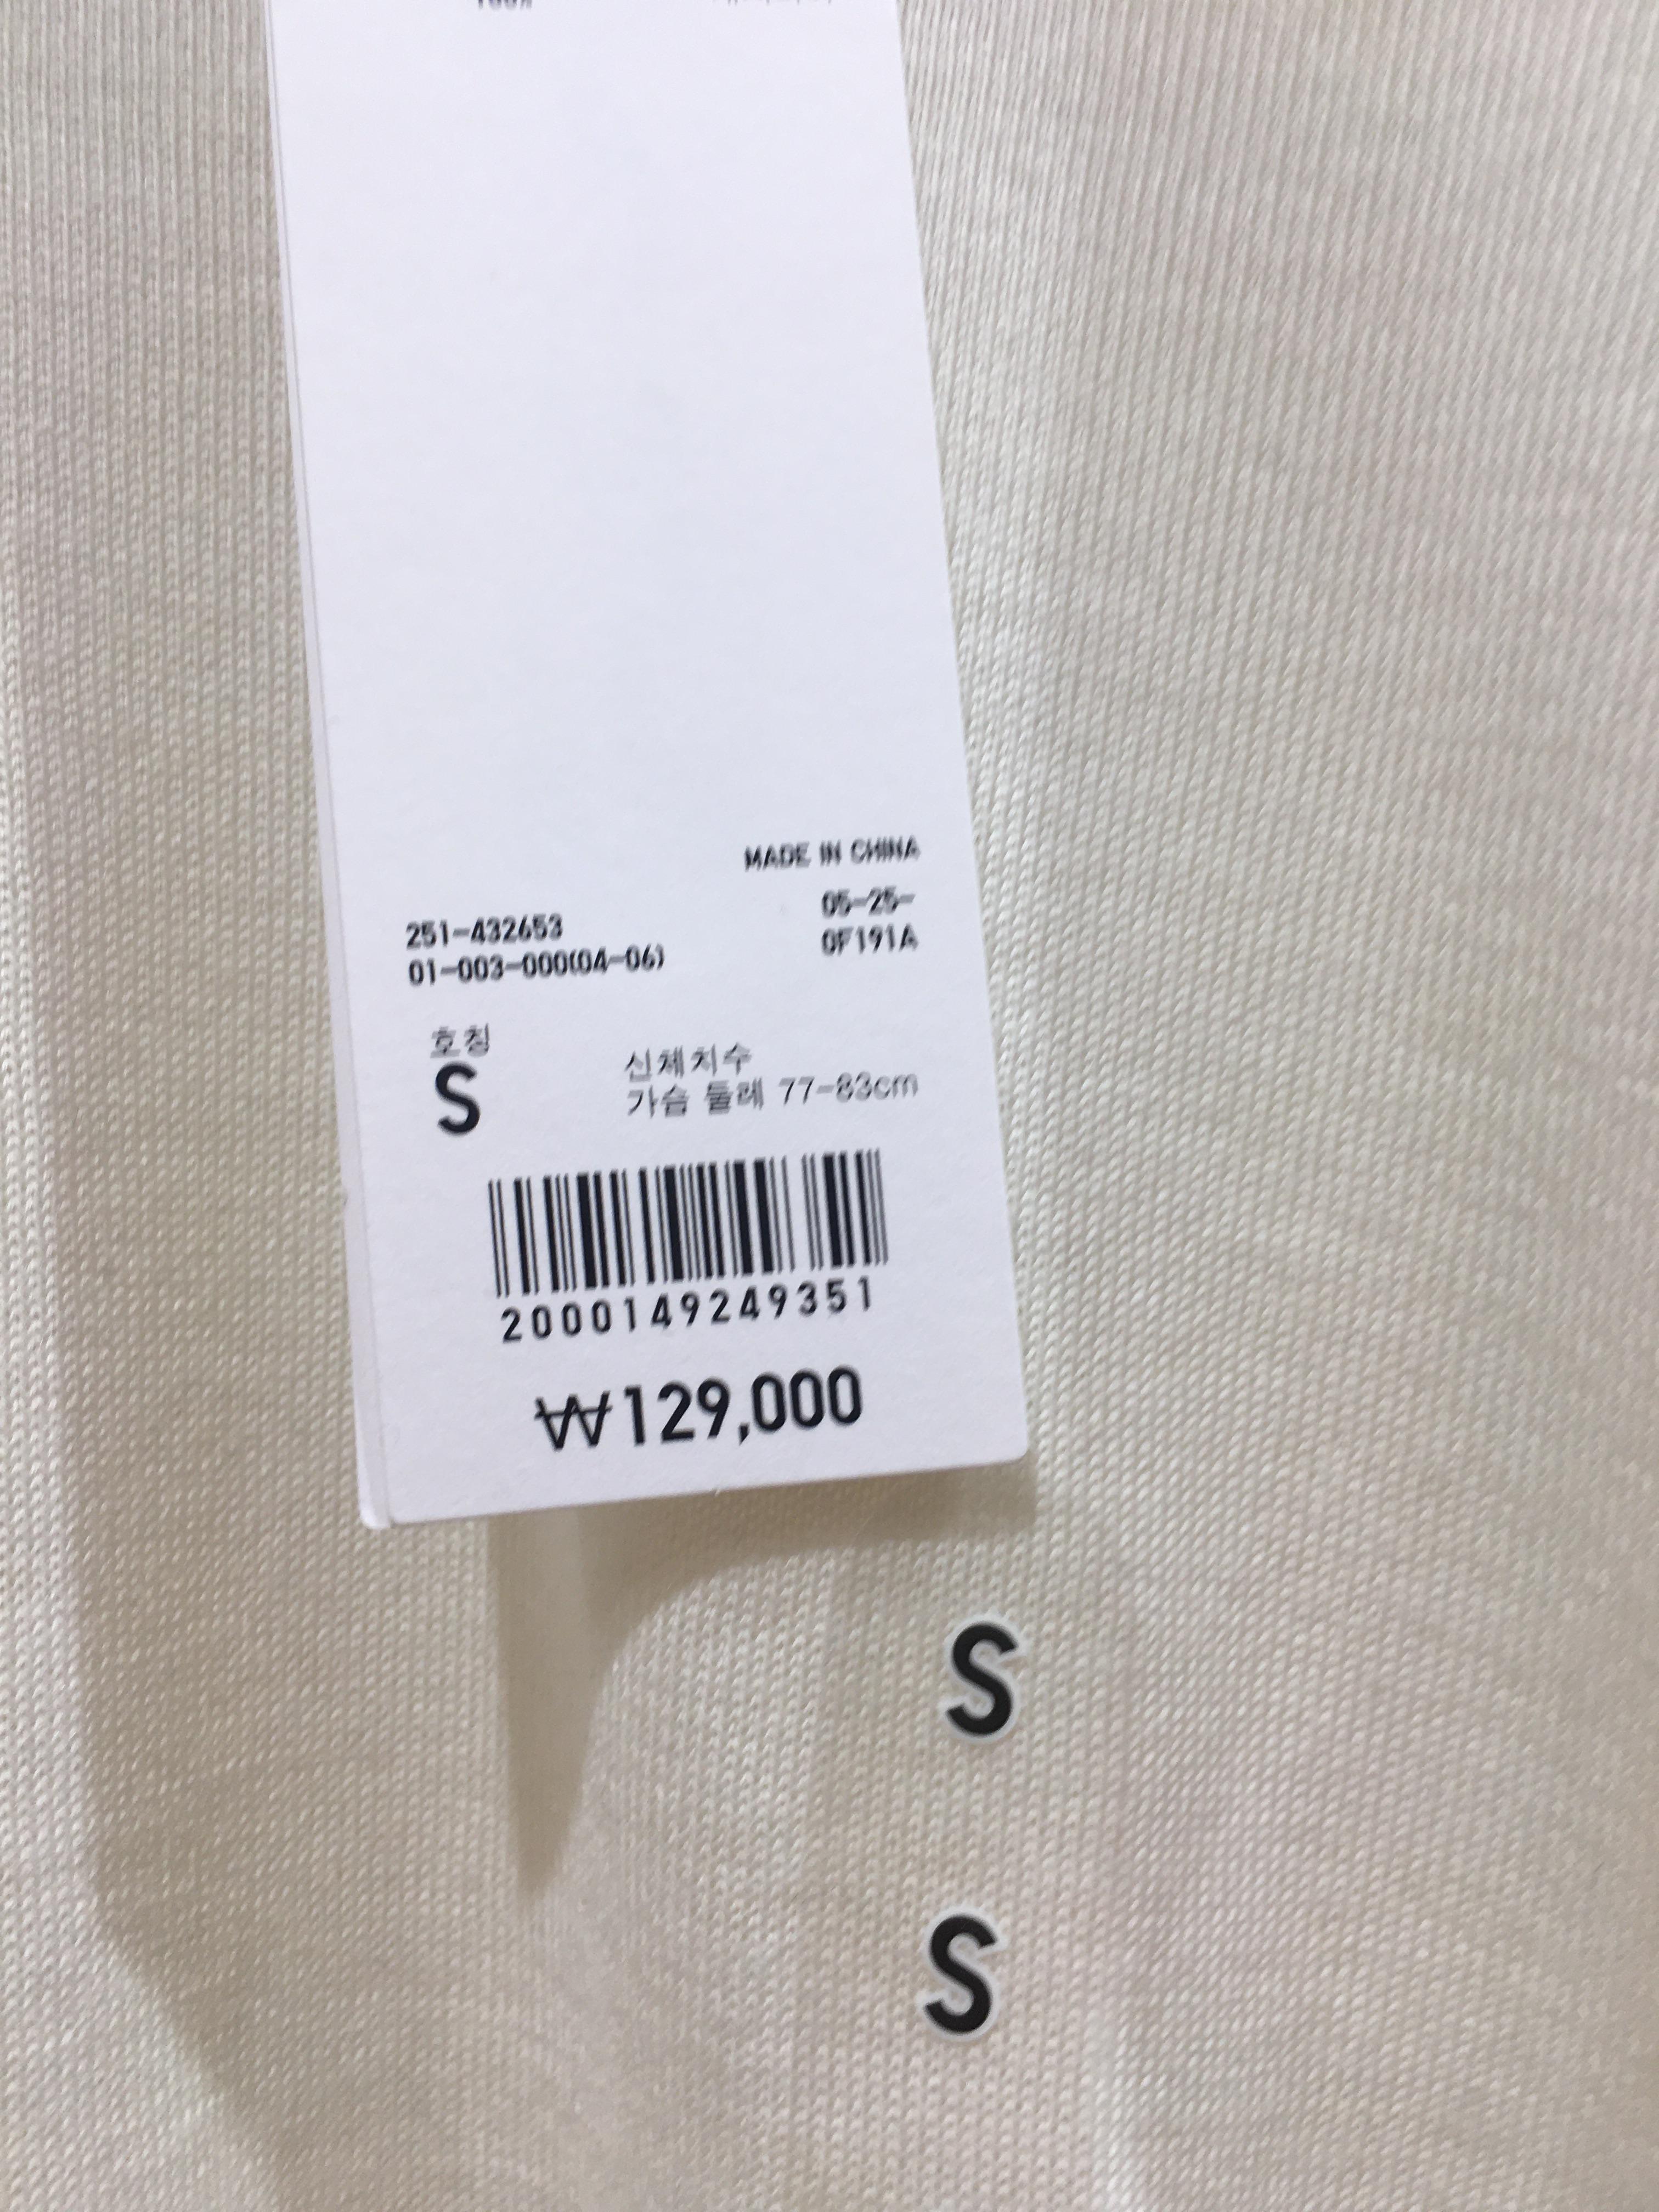 MADE IN CHINA
251-432653
05-25-
01-003-000(04-06)
0F191A
호칭
S
신체치수
가슴 둘레 77-83cm
2000149249351
₩129,000
S
S